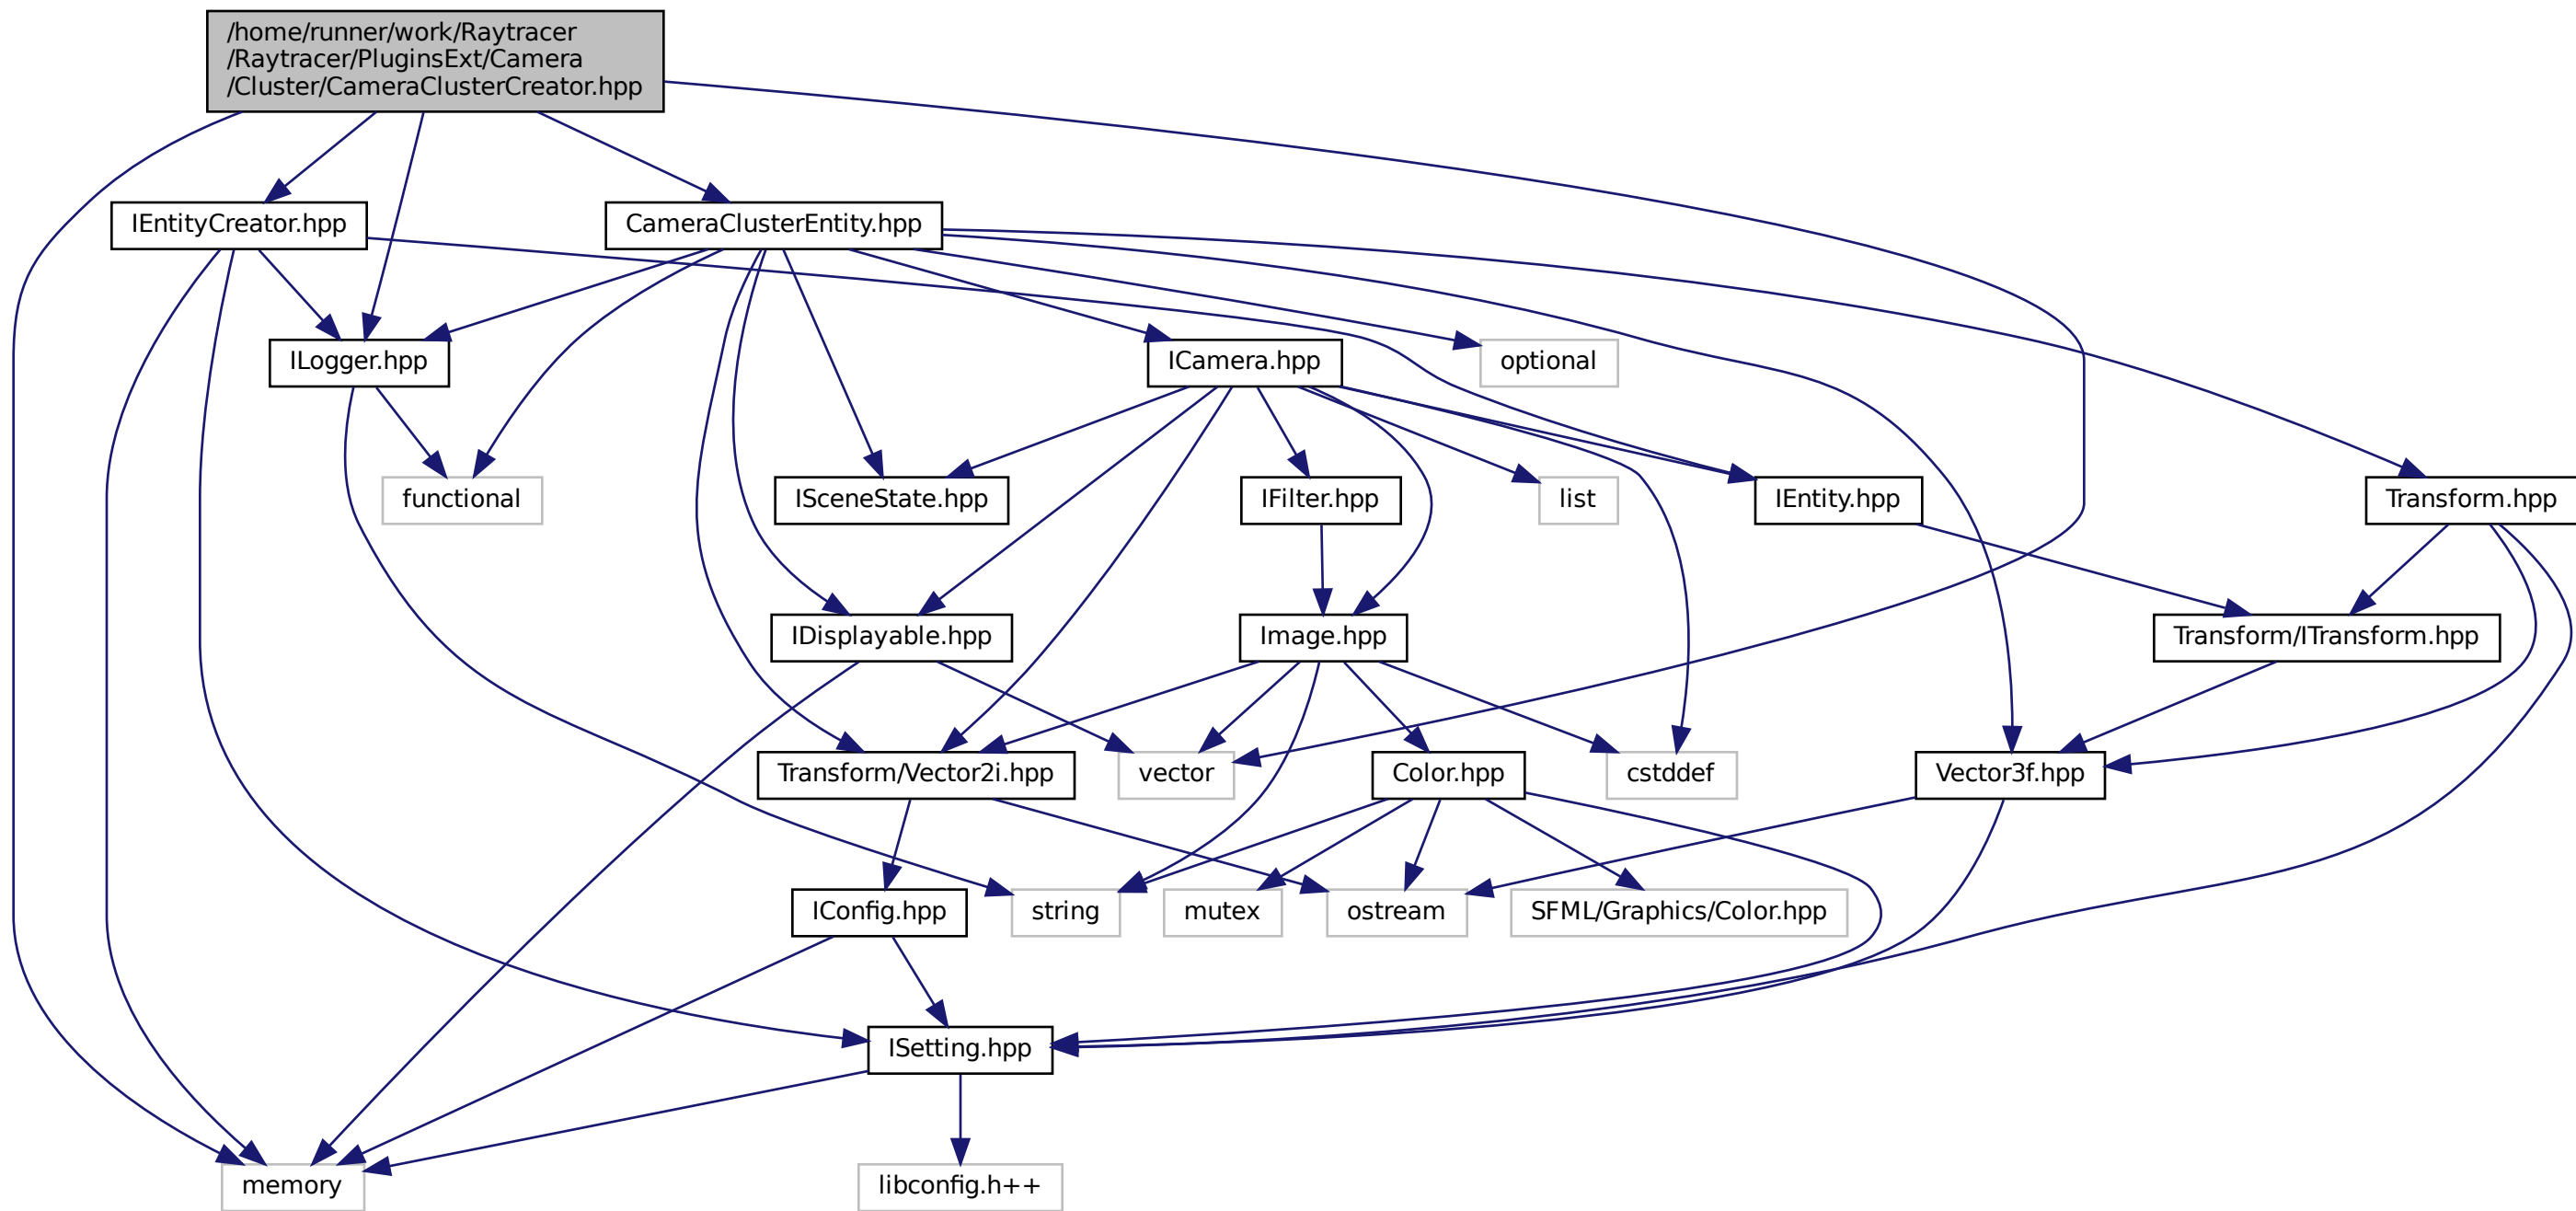 /home/runner/work/Raytracer
/Raytracer/PluginsExt/Camera
/Cluster/CameraClusterCreator.hpp
IEntityCreator.hpp
CameraClusterEntity.hpp
ILogger.hpp
ICamera.hpp
optional
functional
ISceneState.hpp
IFilter.hpp
list
IEntity.hpp
Transform.hpp
IDisplayable.hpp
Image.hpp
Transform/ITransform.hpp
Transform/Vector2i.hpp
vector
Color.hpp
cstddef
Vector3f.hpp
IConfig.hpp
string
mutex
ostream
SFML/Graphics/Color.hpp
ISetting.hpp
memory
libconfig.h++